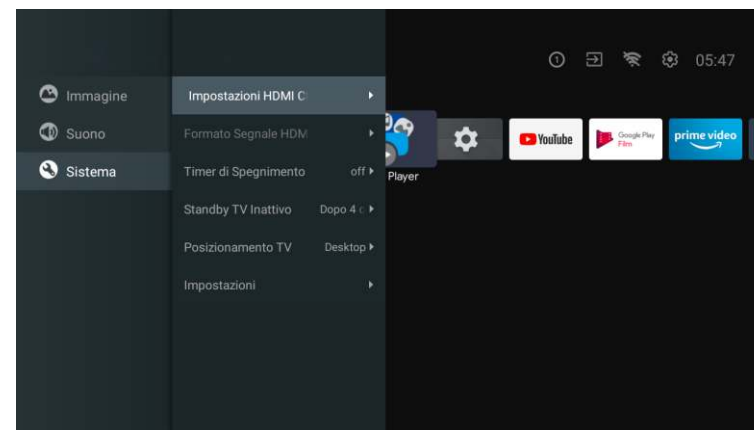 05:47
Immagine
Suono
Sistema
Impostazioni HDMI C
Formato Segnale HDM
Timer di Spegnimento off
Standby TV Inattivo Dopo 4
Posizionamento TV Desktop
Impostazioni
Player
YouTube
Google Play
Film
prime video